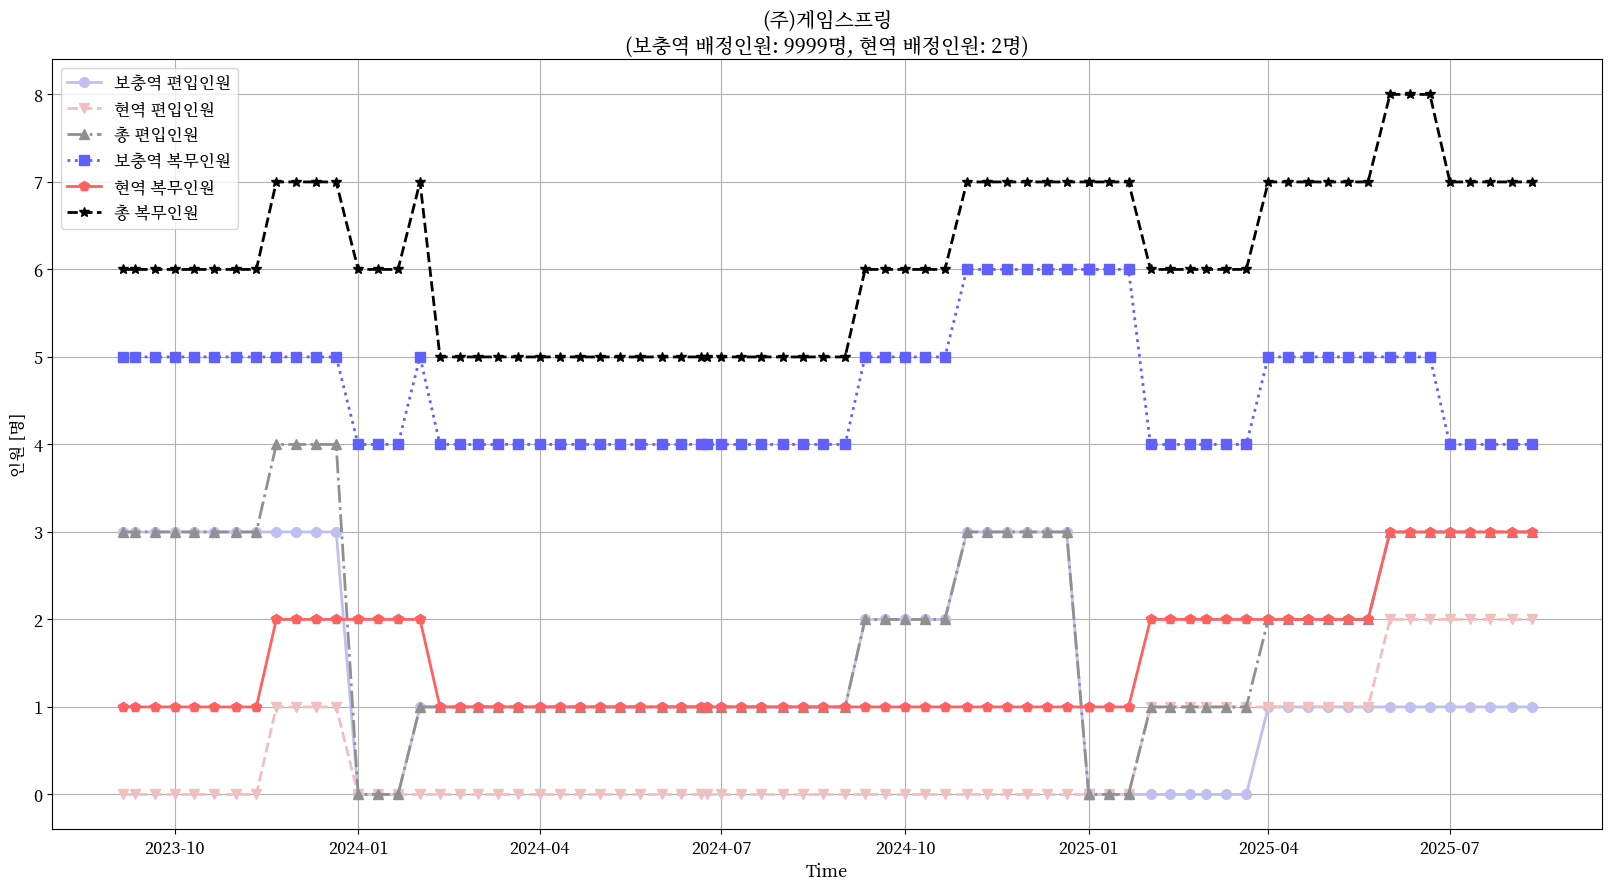 (주)게임스프링
(보충역 배정인원: 9999명, 현역 배정인원: 2명)
보충역 편입인원
현역 편입인원
총 편입인원
보충역 복무인원
현역 복무인원
총 복무인원
인원 [명]
8
7
6
5
4
3
2
1
0
2023-10
2024-01
2024-04
2024-07
2024-10
2025-01
2025-04
2025-07
Time